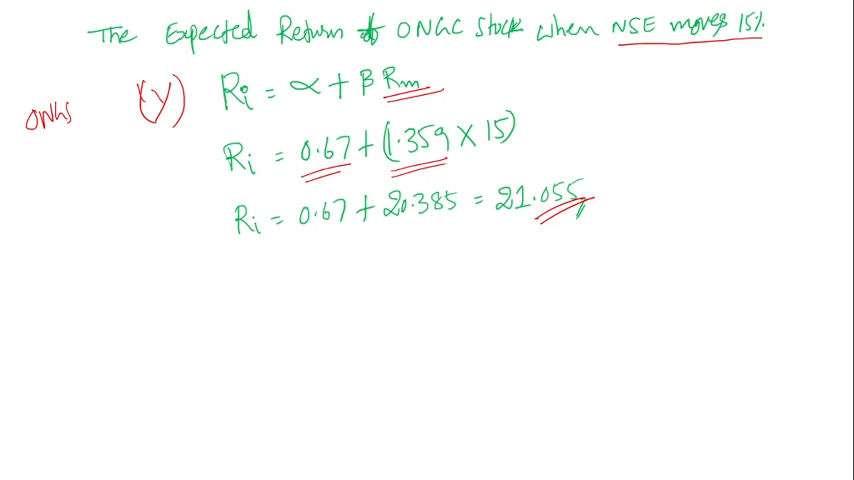 The Expected Return of ONGC Stock when NSE moves 15%
ONGC (Y) Ri = α + β Rm
Ri = 0.67 + (1.359 × 15)
Ri = 0.67 + 20.385 = 21.055